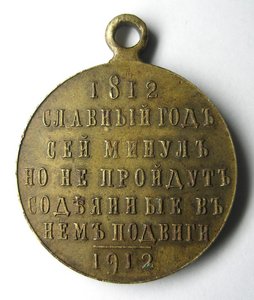 1812
СЛАВНЫЙ ГОДЪ
СЕЙ МИНУЛЪ
НО НЕ ПРОЙДУТЪ
СОДѢЯННЫЕ ВЪ
НЕМЪ ПОДВИГИ
1912